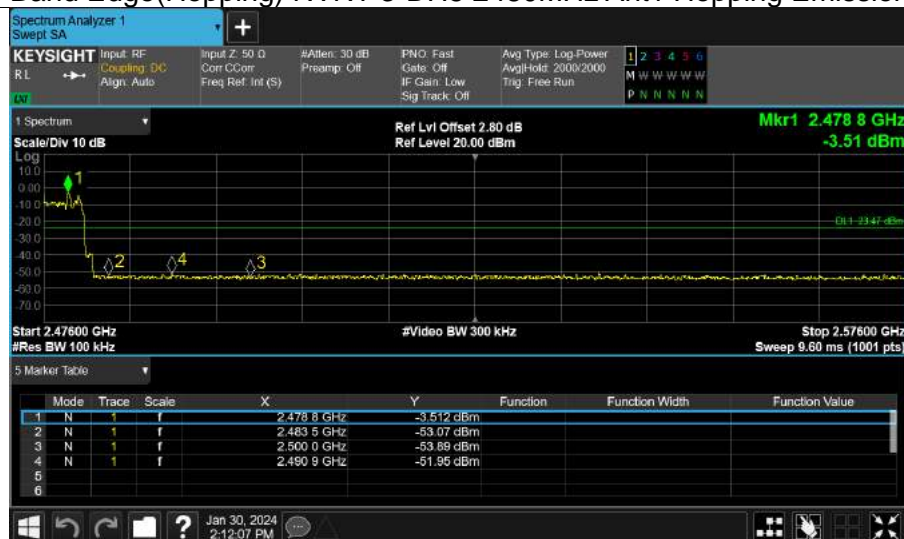 Spectrum Analyzer 1
Swept SA
+
KEYSIGHT Input: RF Input Z: 50 Ω #Atten: 30 dB PNO: Fast Avg Type: Log-Power 1 2 3 4 5 6
RL Coupling: DC Corr CCorr Preamp: Off Gate: Off Avg|Hold: 2000/2000 M W W W W W
Align: Auto Freq Ref: Int (S) IF Gain: Low Trig: Free Run
Sig Track: Off P N N N N N
LXI
1 Spectrum Ref Lvl Offset 2.80 dB Mkr1 2.478 8 GHz
Scale/Div 10 dB Ref Level 20.00 dBm -3.51 dBm
Log
10.0
0.00
-10.0
-20.0
DL1 -23.47 dBm
-30.0
-40.0
-50.0
-60.0
-70.0
1
2
4
3
Start 2.47600 GHz #Video BW 300 kHz Stop 2.57600 GHz
#Res BW 100 kHz Sweep 9.60 ms (1001 pts)
5 Marker Table
Mode Trace Scale X Y Function Function Width Function Value
1 N 1 f 2.478 8 GHz -3.512 dBm
2 N 1 f 2.483 5 GHz -53.07 dBm
3 N 1 f 2.500 0 GHz -53.89 dBm
4 N 1 f 2.490 9 GHz -51.95 dBm
5
6
? Jan 30, 2024
2:12:07 PM